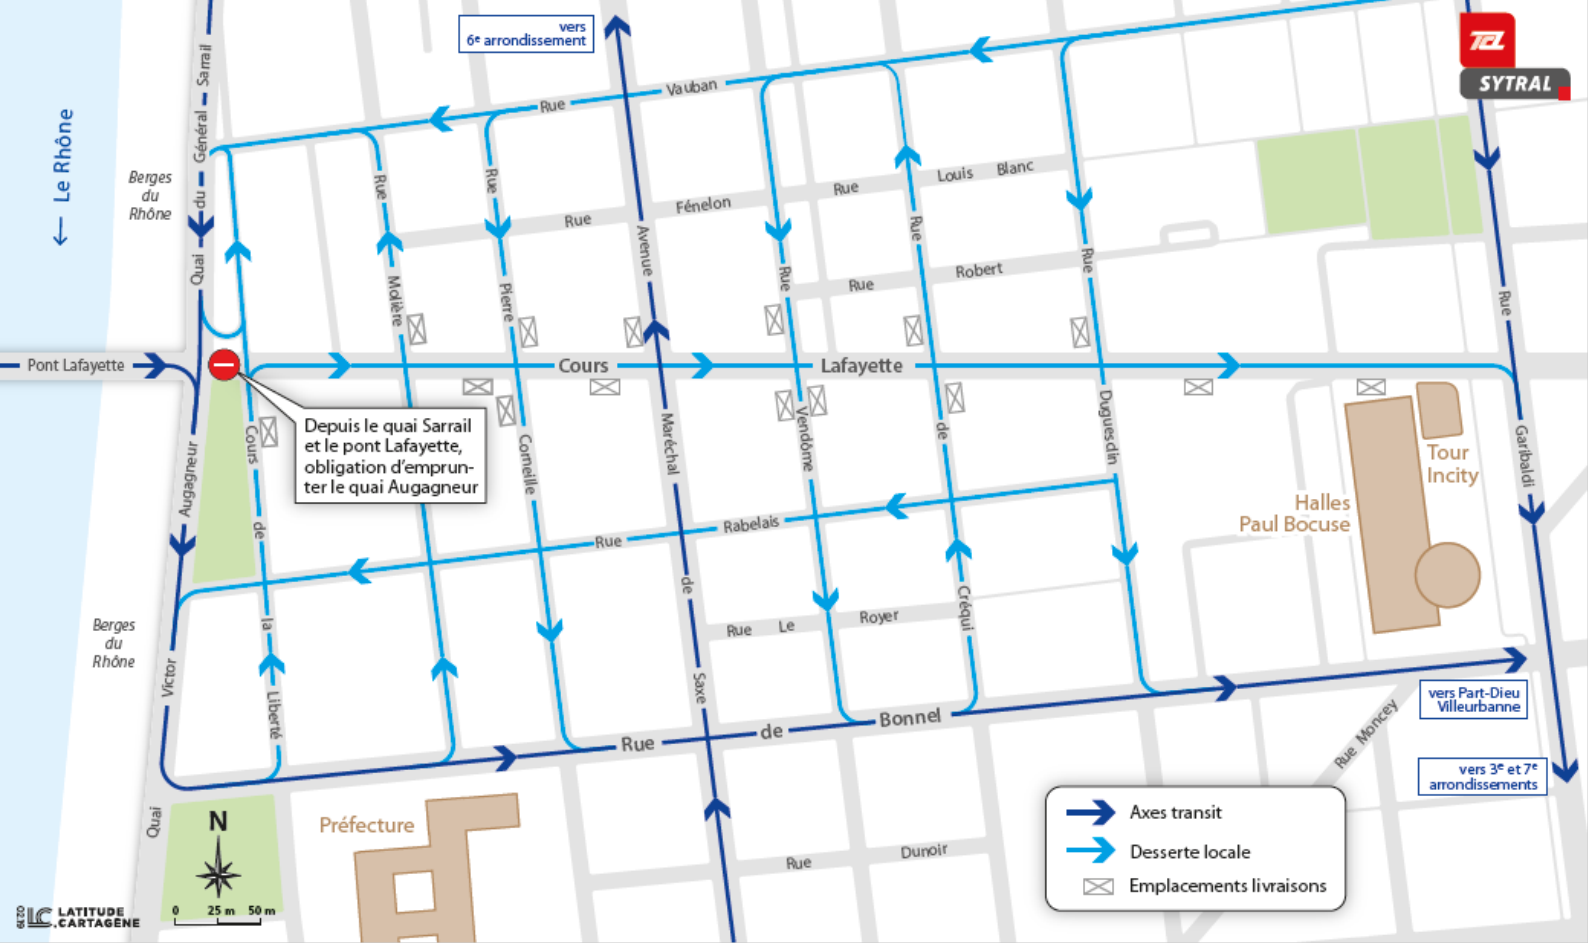 vers
6e arrondissement
TCL
SYTRAL
← Le Rhône
Berges
du
Rhône
Quai du Général Sarrail
Rue Vauban
Rue Molière
Rue Pierre Corneille
Rue Fénelon
Rue Louis Blanc
Rue Robert
Avenue Maréchal de Saxe
Rue Vendôme
Rue de Créqui
Rue Duguesclin
Rue Garibaldi
Pont Lafayette
Cours Lafayette
Depuis le quai Sarrail
et le pont Lafayette,
obligation d'emprun-
ter le quai Augagneur
Cours de la Liberté
Quai Victor Augagneur
Tour
Incity
Halles
Paul Bocuse
Rue Rabelais
Rue Le Royer
Berges
du
Rhône
Rue de Bonnel
vers Part-Dieu
Villeurbanne
Rue Moncey
vers 3e et 7e
arrondissements
Préfecture
Rue Dunoir
N
0 25 m 50 m
LC LATITUDE
.CARTAGÈNE
Axes transit
Desserte locale
Emplacements livraisons